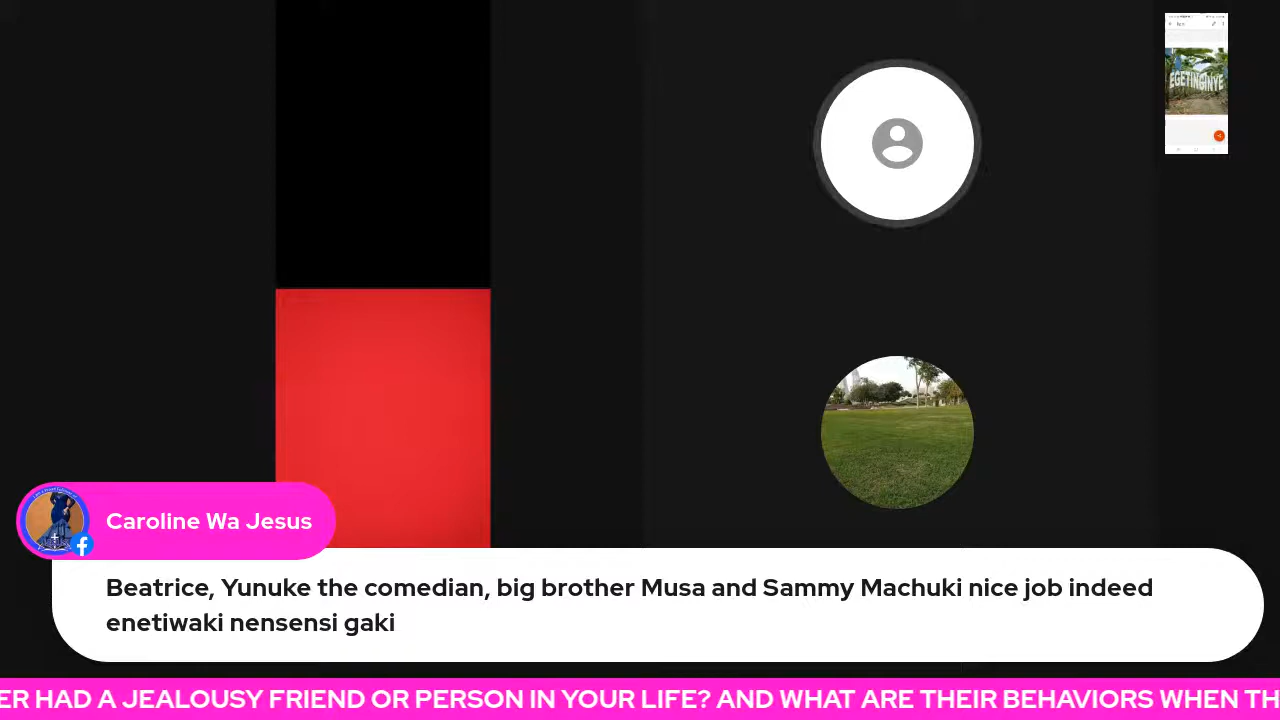 EGETINGINYE
Caroline Wa Jesus
Beatrice, Yunuke the comedian, big brother Musa and Sammy Machuki nice job indeed
enetiwaki nensensi gaki
ER HAD A JEALOUSY FRIEND OR PERSON IN YOUR LIFE? AND WHAT ARE THEIR BEHAVIORS WHEN TH